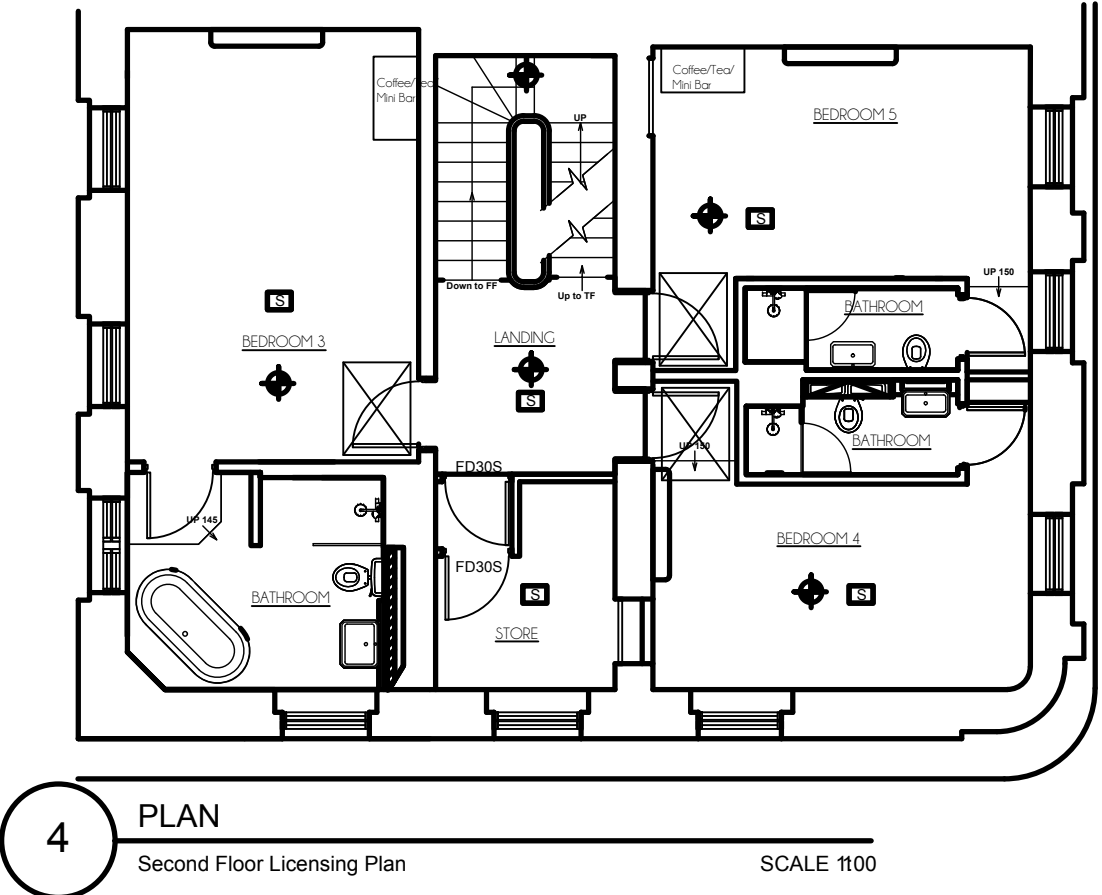 Coffee/Tea/
Mini Bar
Coffee/Tea/
Mini Bar
UP
BEDROOM 5
S
UP 150
Down to FF
Up to TF
S
BATHROOM
BEDROOM 3
LANDING
S
UP 150
BATHROOM
FD30S
UP 145
BEDROOM 4
FD30S
S
S
BATHROOM
STORE
4
PLAN
Second Floor Licensing Plan
SCALE 1:100